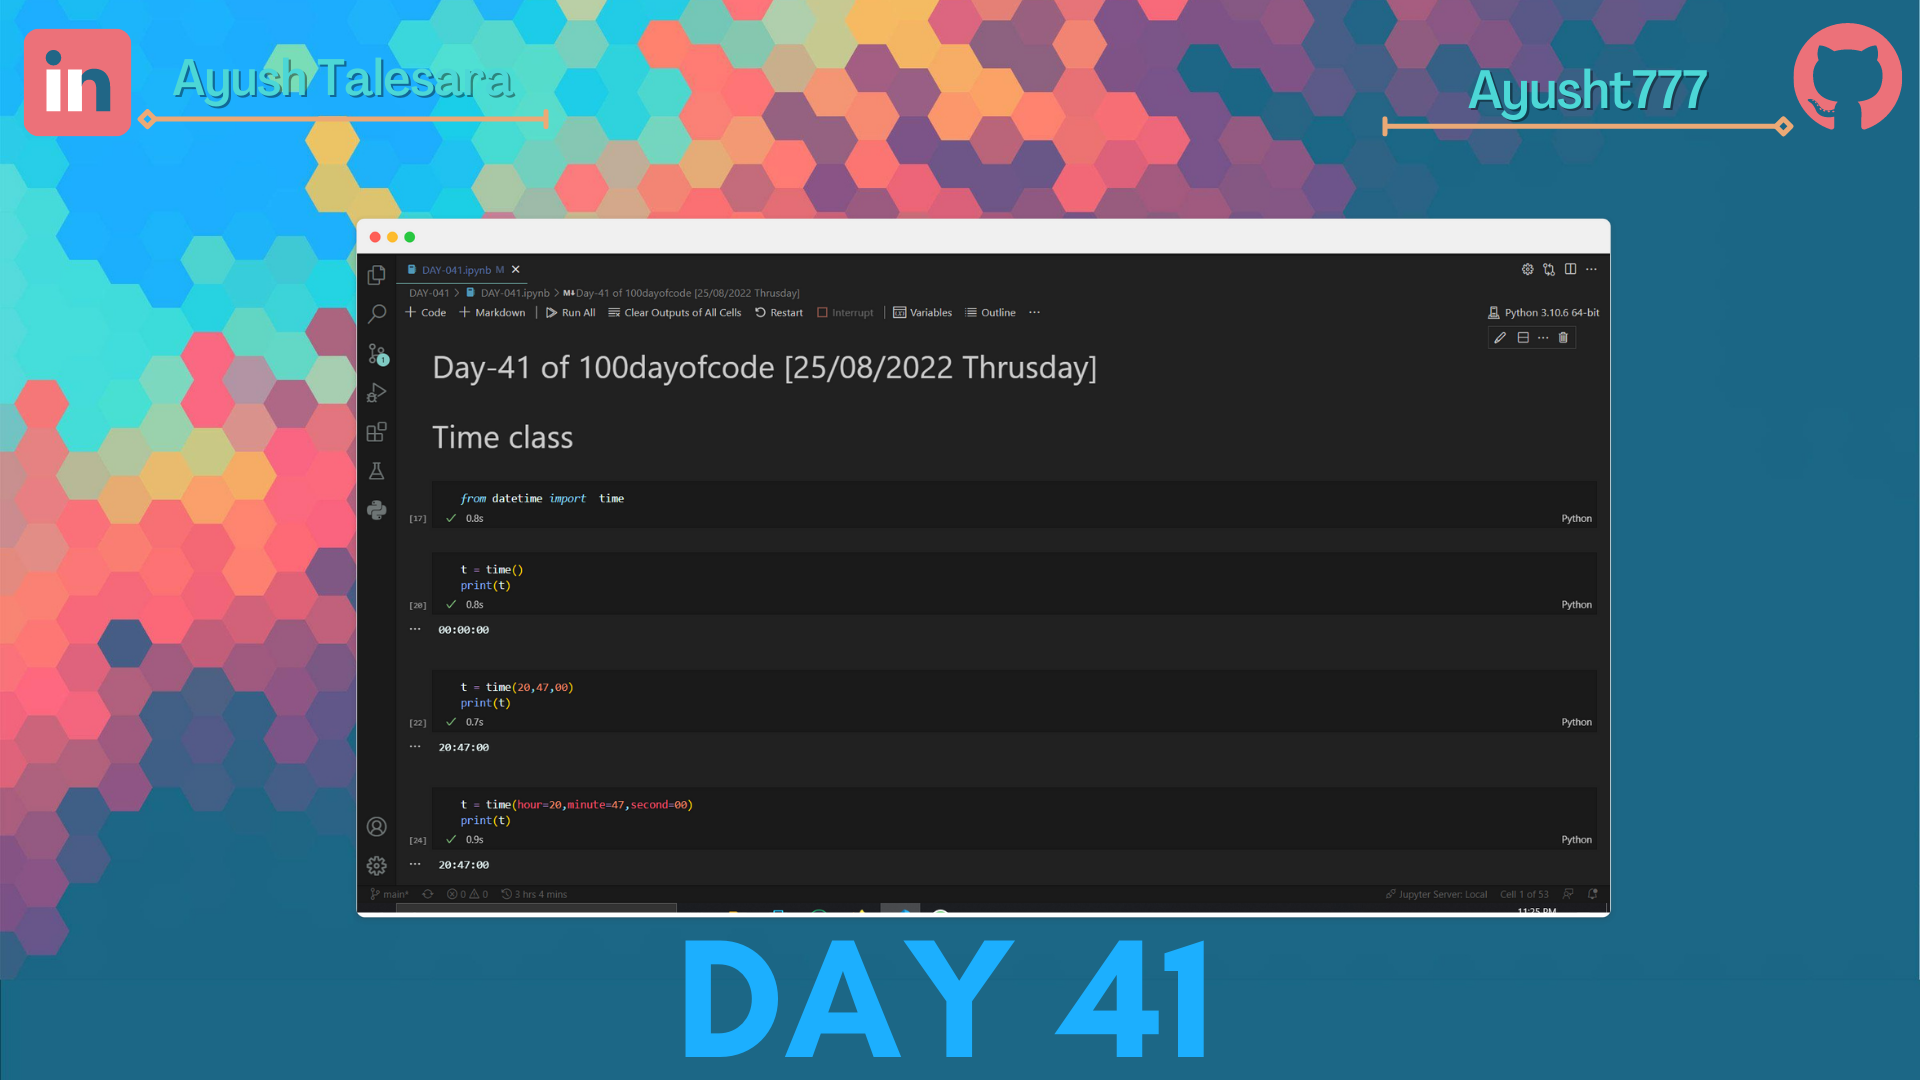 in
Ayush Talesara
Ayusht777
DAY-041.ipynb M
DAY-041 > DAY-041.ipynb > M↓Day-41 of 100dayofcode [25/08/2022 Thrusday]
+ Code + Markdown | Run All Clear Outputs of All Cells Restart Interrupt | Variables Outline ...
Python 3.10.6 64-bit
1
Day-41 of 100dayofcode [25/08/2022 Thrusday]
Time class
from datetime import  time
[17] ✓ 0.8s Python
t = time()
print(t)
[20] ✓ 0.8s Python
00:00:00
t = time(20,47,00)
print(t)
[22] ✓ 0.7s Python
20:47:00
t = time(hour=20,minute=47,second=00)
print(t)
[24] ✓ 0.9s Python
20:47:00
main* 0 0 3 hrs 4 mins Jupyter Server: Local Cell 1 of 53
11:25 PM
DAY 41